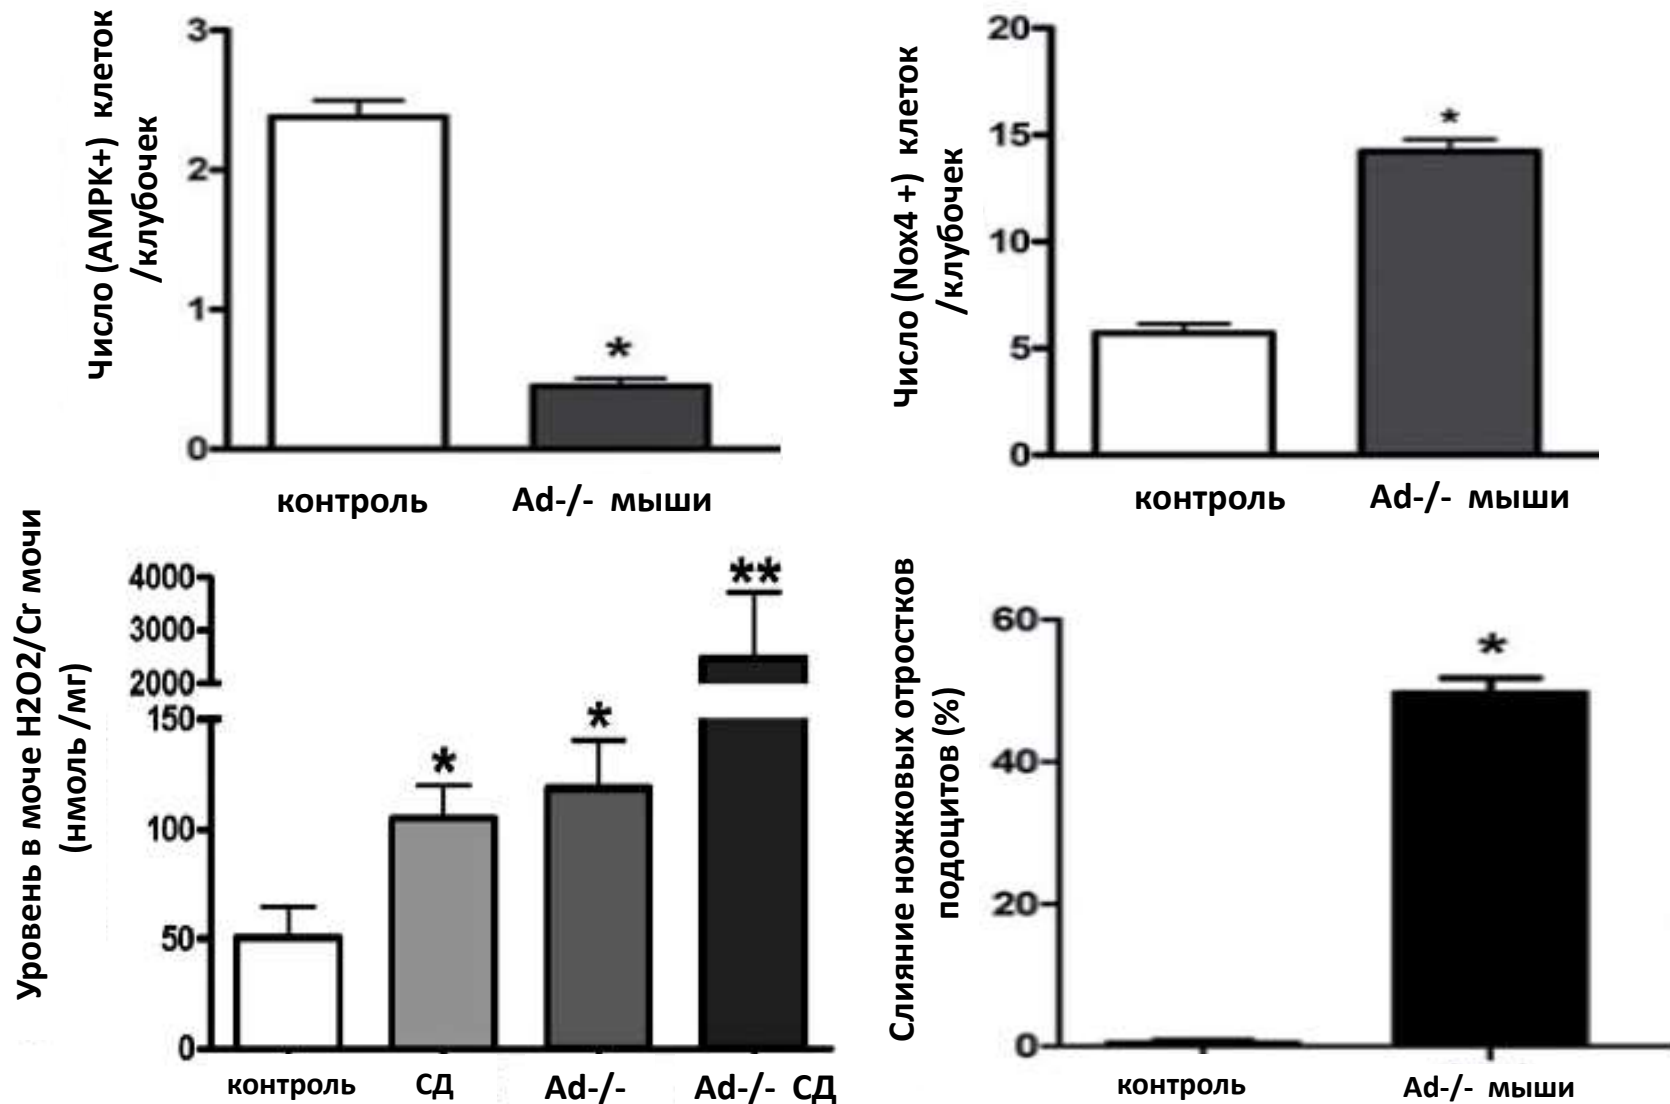 Число (AMPK+) клеток
/клубочек
3
2
1
0
*
контроль
Ad-/- мыши
Число (Nox4 +) клеток
/клубочек
20
15
10
5
0
*
контроль
Ad-/- мыши
Уровень в моче H2O2/Cr мочи
(нмоль /мг)
4000
3000
2000
150
100
50
0
*
*
**
контроль
СД
Ad-/-
Ad-/- СД
Слияние ножковых отростков
подоцитов (%)
60
40
20
0
*
контроль
Ad-/- мыши